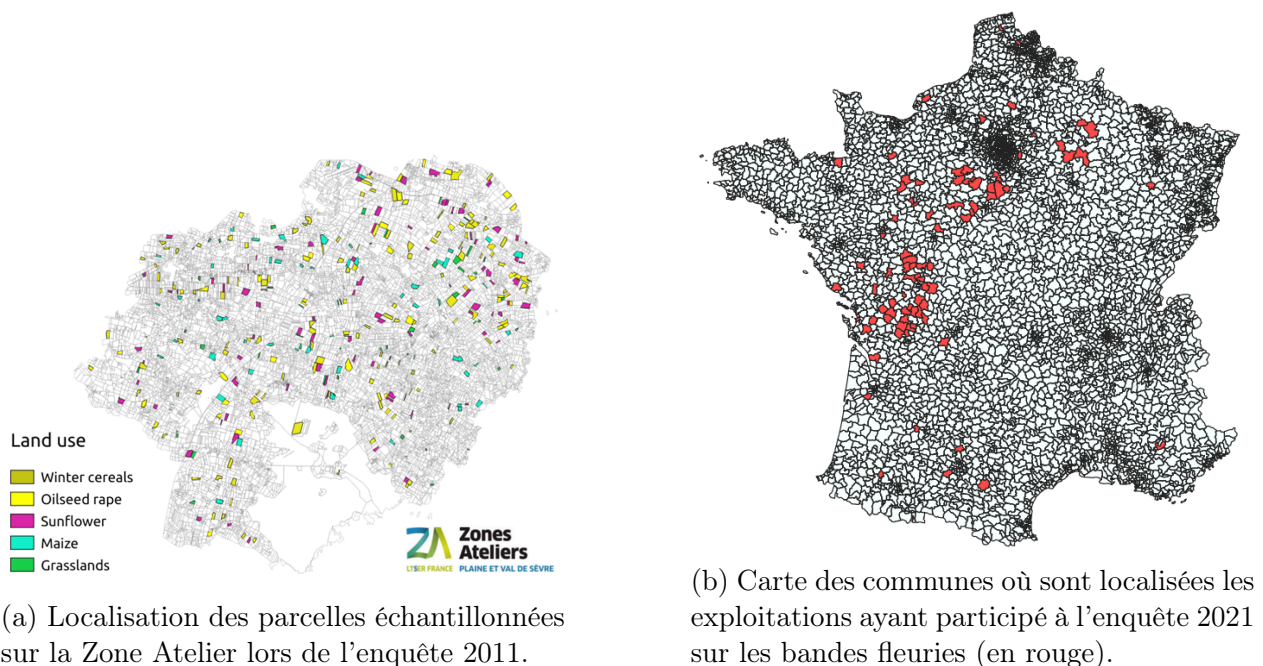 Land use
Winter cereals
Oilseed rape
Sunflower
Maize
Grasslands
ZA Zones
Ateliers
LTSER FRANCE PLAINE ET VAL DE SÈVRE
(a) Localisation des parcelles échantillonnées
sur la Zone Atelier lors de l'enquête 2011.
(b) Carte des communes où sont localisées les
exploitations ayant participé à l'enquête 2021
sur les bandes fleuries (en rouge).